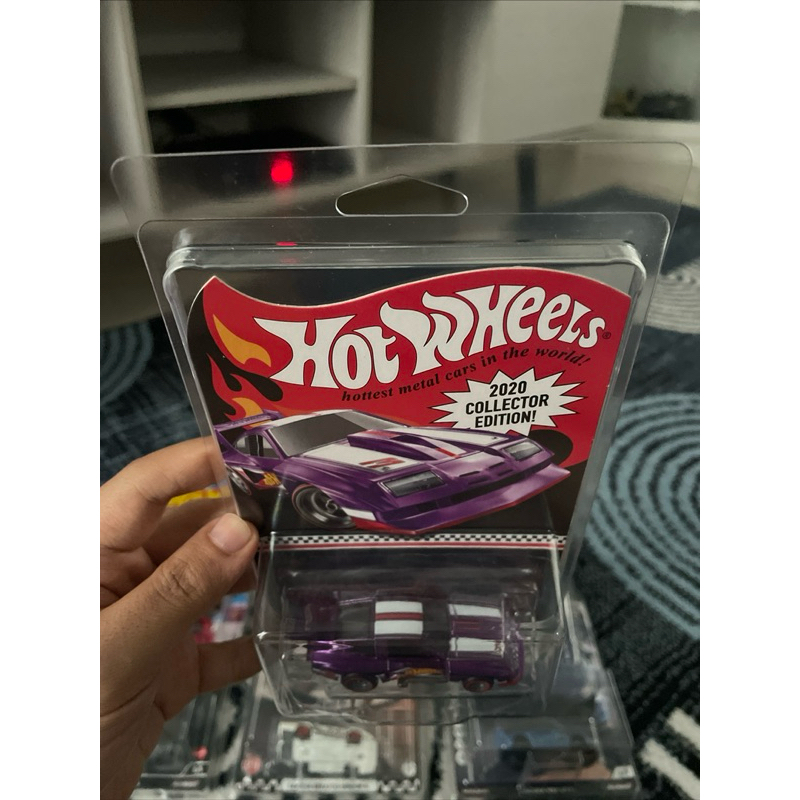 HOT WHEELS®
hottest metal cars in the world!
2020
COLLECTOR
EDITION!